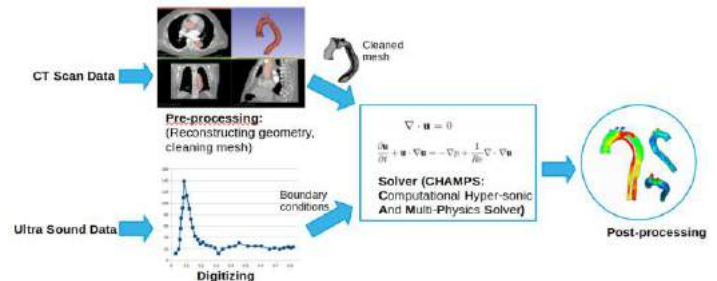 CT Scan Data
Cleaned
mesh
Pre-processing:
(Reconstructing geometry,
cleaning mesh)
∇ · u = 0
∂u/∂t + u · ∇u = −∇p + 1/Re ∇ · ∇u
Solver (CHAMPS:
Computational Hyper-sonic
And Multi-Physics Solver)
Boundary
conditions
Ultra Sound Data
Digitizing
Post-processing